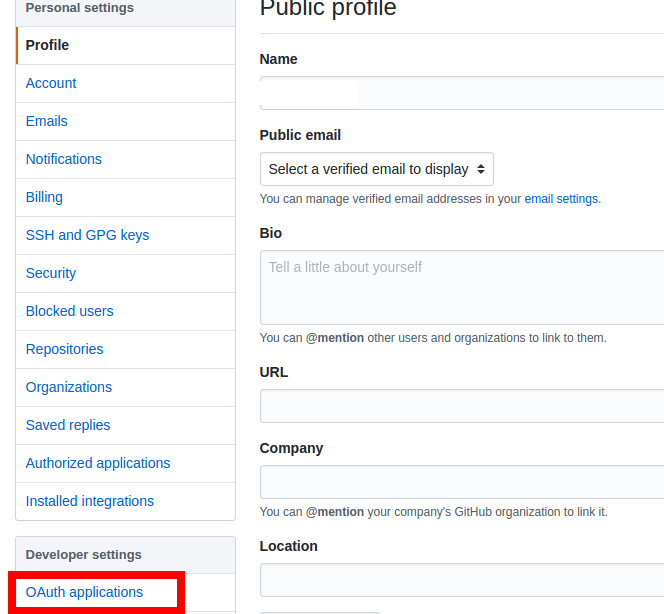 Personal settings
Profile
Account
Emails
Notifications
Billing
SSH and GPG keys
Security
Blocked users
Repositories
Organizations
Saved replies
Authorized applications
Installed integrations
Developer settings
OAuth applications
Public profile
Name
Public email
Select a verified email to display
You can manage verified email addresses in your email settings.
Bio
Tell a little about yourself
You can @mention other users and organizations to link to them.
URL
Company
You can @mention your company's GitHub organization to link it.
Location